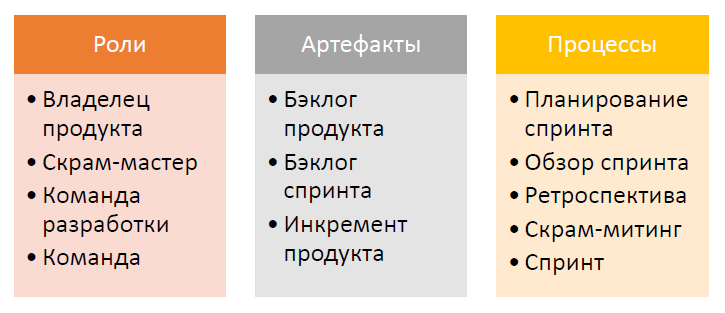 Роли
• Владелец
продукта
• Скрам-мастер
• Команда
разработки
• Команда
Артефакты
• Бэклог
продукта
• Бэклог
спринта
• Инкремент
продукта
Процессы
• Планирование
спринта
• Обзор спринта
• Ретроспектива
• Скрам-митинг
• Спринт